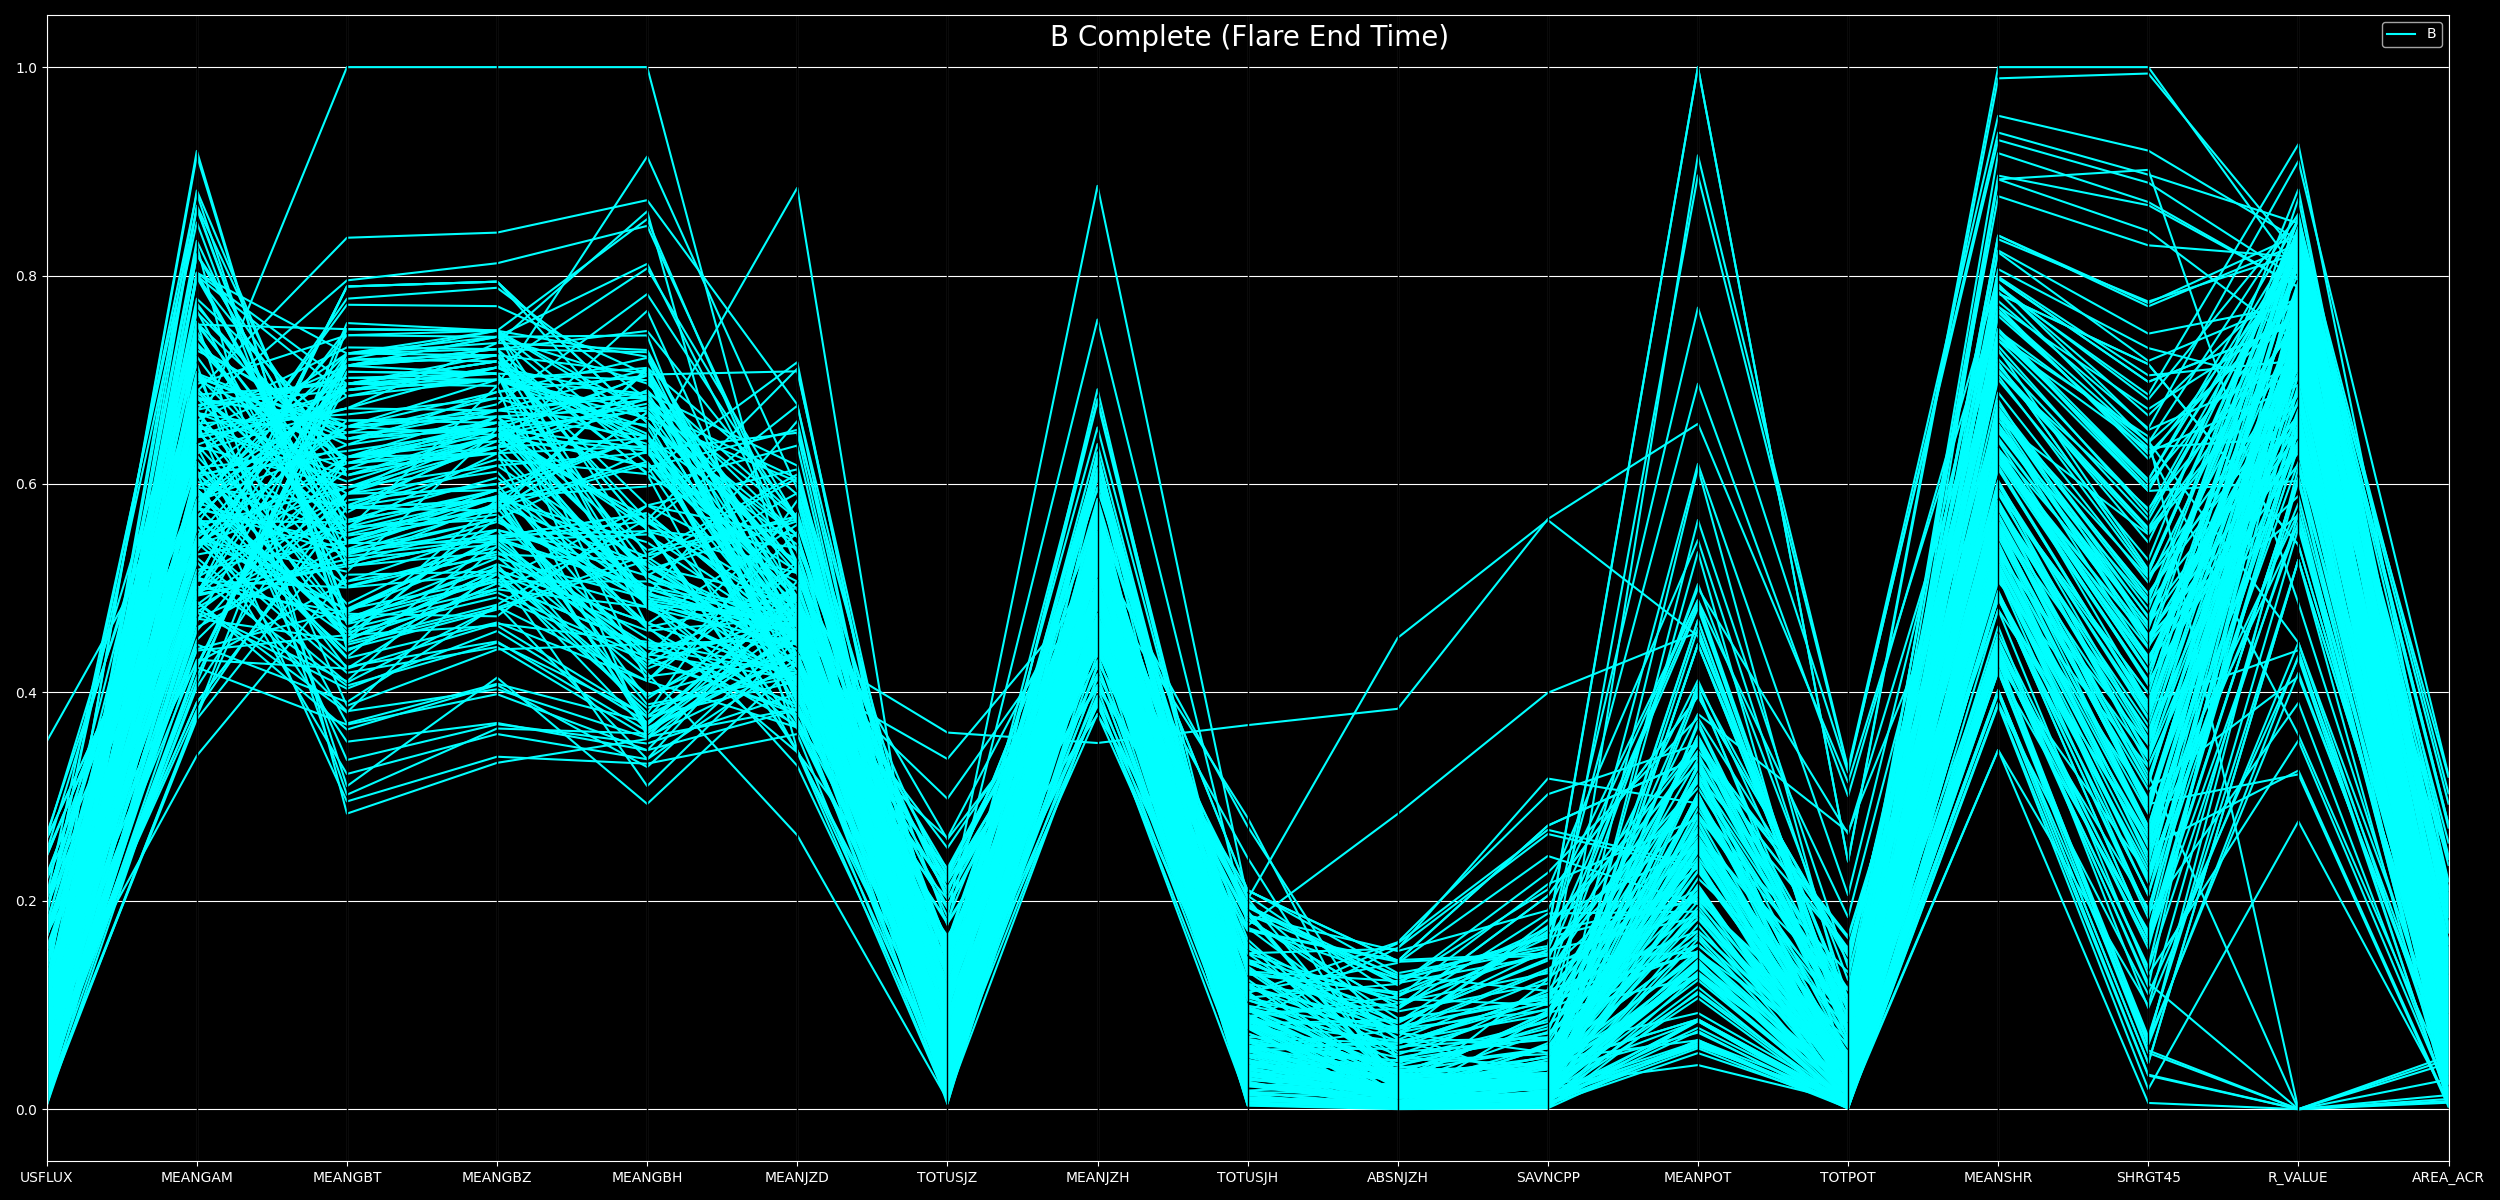 B Complete (Flare End Time)
B
1.0
0.8
0.6
0.4
0.2
0.0
USFLUX MEANGAM MEANGBT MEANGBZ MEANGBH MEANJZD TOTUSJZ MEANJZH TOTUSJH ABSNJZH SAVNCPP MEANPOT TOTPOT MEANSHR SHRGT45 R_VALUE AREA_ACR